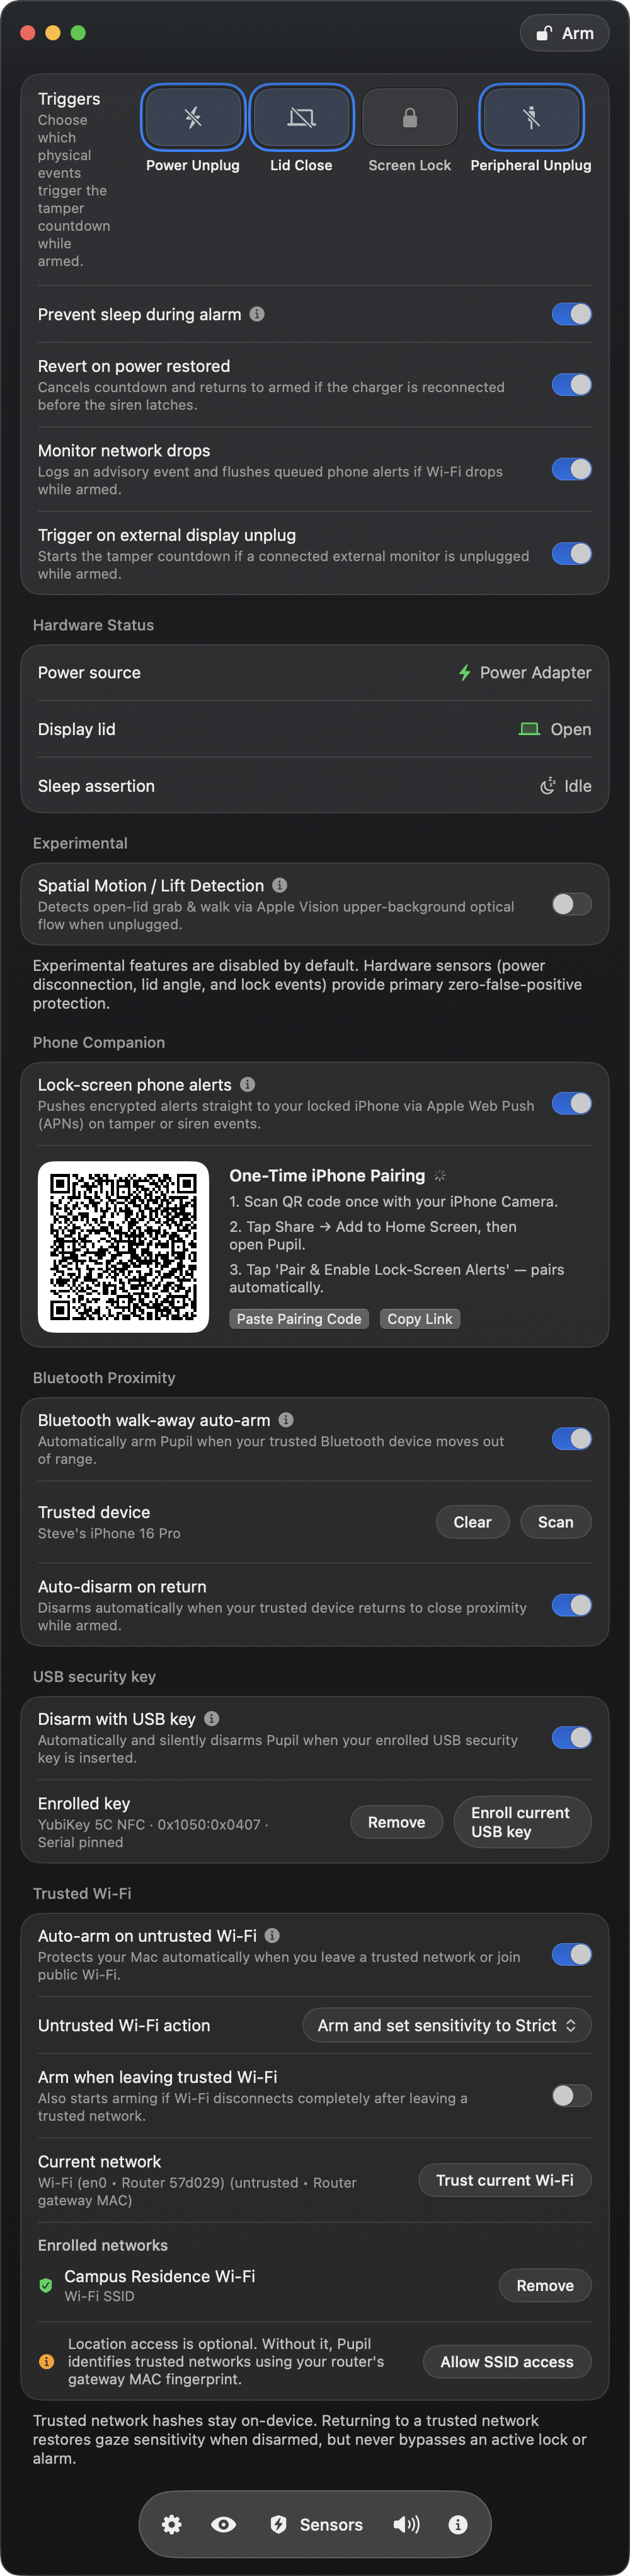 Arm
Triggers
Choose
which
physical
events
trigger the
tamper
countdown
while
armed.
Power Unplug
Lid Close
Screen Lock
Peripheral Unplug
Prevent sleep during alarm
Revert on power restored
Cancels countdown and returns to armed if the charger is reconnected
before the siren latches.
Monitor network drops
Logs an advisory event and flushes queued phone alerts if Wi-Fi drops
while armed.
Trigger on external display unplug
Starts the tamper countdown if a connected external monitor is unplugged
while armed.
Hardware Status
Power source
Power Adapter
Display lid
Open
Sleep assertion
Idle
Experimental
Spatial Motion / Lift Detection
Detects open-lid grab & walk via Apple Vision upper-background optical
flow when unplugged.
Experimental features are disabled by default. Hardware sensors (power
disconnection, lid angle, and lock events) provide primary zero-false-positive
protection.
Phone Companion
Lock-screen phone alerts
Pushes encrypted alerts straight to your locked iPhone via Apple Web Push
(APNs) on tamper or siren events.
One-Time iPhone Pairing
1. Scan QR code once with your iPhone Camera.
2. Tap Share → Add to Home Screen, then
open Pupil.
3. Tap 'Pair & Enable Lock-Screen Alerts' — pairs
automatically.
Paste Pairing Code
Copy Link
Bluetooth Proximity
Bluetooth walk-away auto-arm
Automatically arm Pupil when your trusted Bluetooth device moves out
of range.
Trusted device
Steve's iPhone 16 Pro
Clear
Scan
Auto-disarm on return
Disarms automatically when your trusted device returns to close proximity
while armed.
USB security key
Disarm with USB key
Automatically and silently disarms Pupil when your enrolled USB security
key is inserted.
Enrolled key
YubiKey 5C NFC · 0x1050:0x0407 ·
Serial pinned
Remove
Enroll current
USB key
Trusted Wi-Fi
Auto-arm on untrusted Wi-Fi
Protects your Mac automatically when you leave a trusted network or join
public Wi-Fi.
Untrusted Wi-Fi action
Arm and set sensitivity to Strict
Arm when leaving trusted Wi-Fi
Also starts arming if Wi-Fi disconnects completely after leaving a
trusted network.
Current network
Wi-Fi (en0 • Router 57d029) (untrusted • Router
gateway MAC)
Trust current Wi-Fi
Enrolled networks
Campus Residence Wi-Fi
Wi-Fi SSID
Remove
Location access is optional. Without it, Pupil
identifies trusted networks using your router's
gateway MAC fingerprint.
Allow SSID access
Trusted network hashes stay on-device. Returning to a trusted network
restores gaze sensitivity when disarmed, but never bypasses an active lock or
alarm.
Sensors